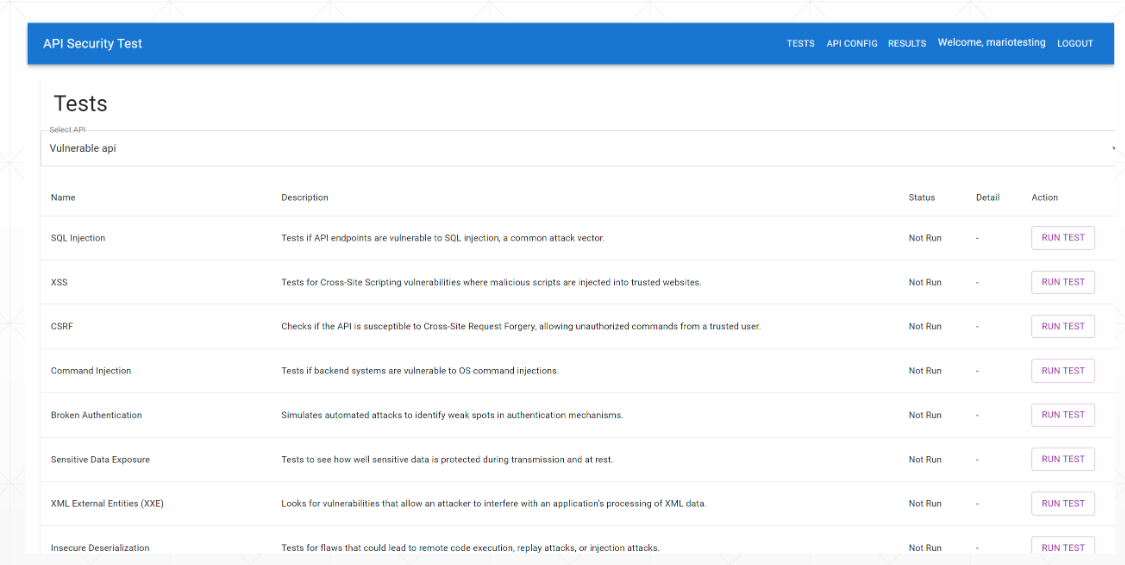 API Security Test TESTS API CONFIG RESULTS Welcome, mariotesting LOGOUT
Tests
Select API
Vulnerable api
Name Description Status Detail Action
SQL Injection Tests if API endpoints are vulnerable to SQL injection, a common attack vector. Not Run - RUN TEST
XSS Tests for Cross-Site Scripting vulnerabilities where malicious scripts are injected into trusted websites. Not Run - RUN TEST
CSRF Checks if the API is susceptible to Cross-Site Request Forgery, allowing unauthorized commands from a trusted user. Not Run - RUN TEST
Command Injection Tests if backend systems are vulnerable to OS command injections. Not Run - RUN TEST
Broken Authentication Simulates automated attacks to identify weak spots in authentication mechanisms. Not Run - RUN TEST
Sensitive Data Exposure Tests to see how well sensitive data is protected during transmission and at rest. Not Run - RUN TEST
XML External Entities (XXE) Looks for vulnerabilities that allow an attacker to interfere with an application's processing of XML data. Not Run - RUN TEST
Insecure Deserialization Tests for flaws that could lead to remote code execution, replay attacks, or injection attacks. Not Run - RUN TEST